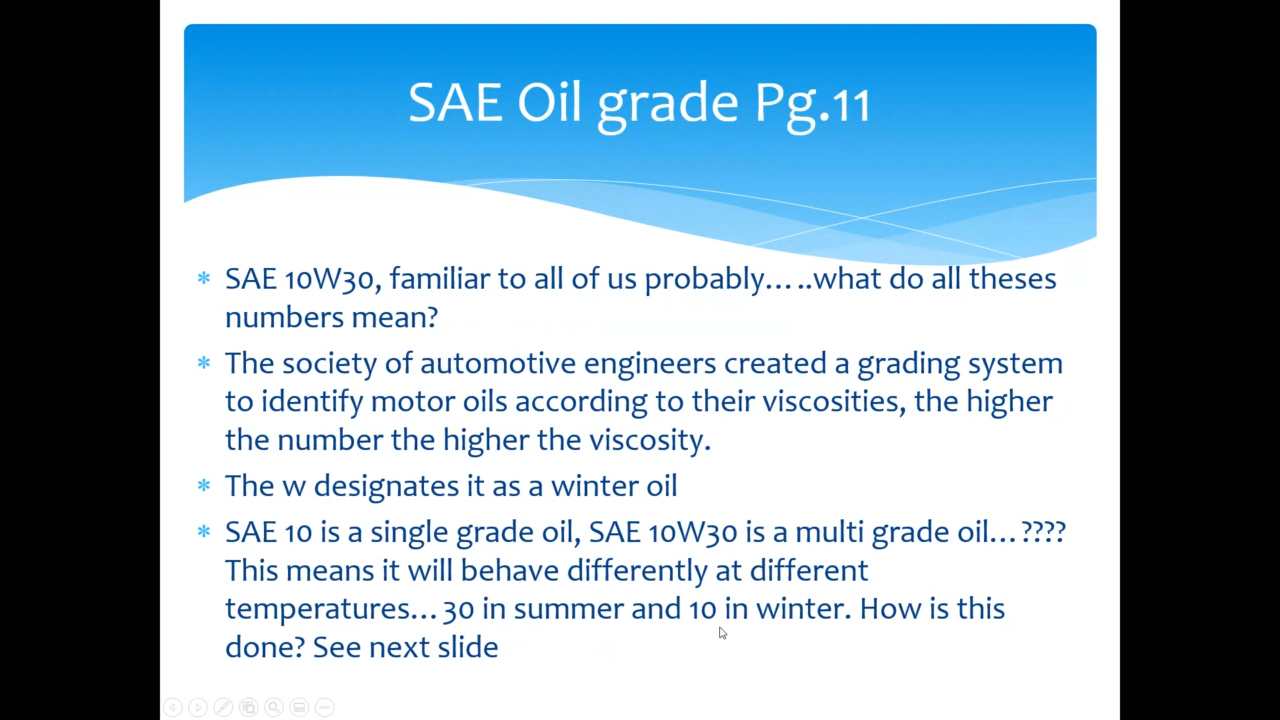 SAE Oil grade Pg.11
* SAE 10W30, familiar to all of us probably…..what do all theses
numbers mean?
* The society of automotive engineers created a grading system
to identify motor oils according to their viscosities, the higher
the number the higher the viscosity.
* The w designates it as a winter oil
* SAE 10 is a single grade oil, SAE 10W30 is a multi grade oil…????
This means it will behave differently at different
temperatures…30 in summer and 10 in winter. How is this
done? See next slide